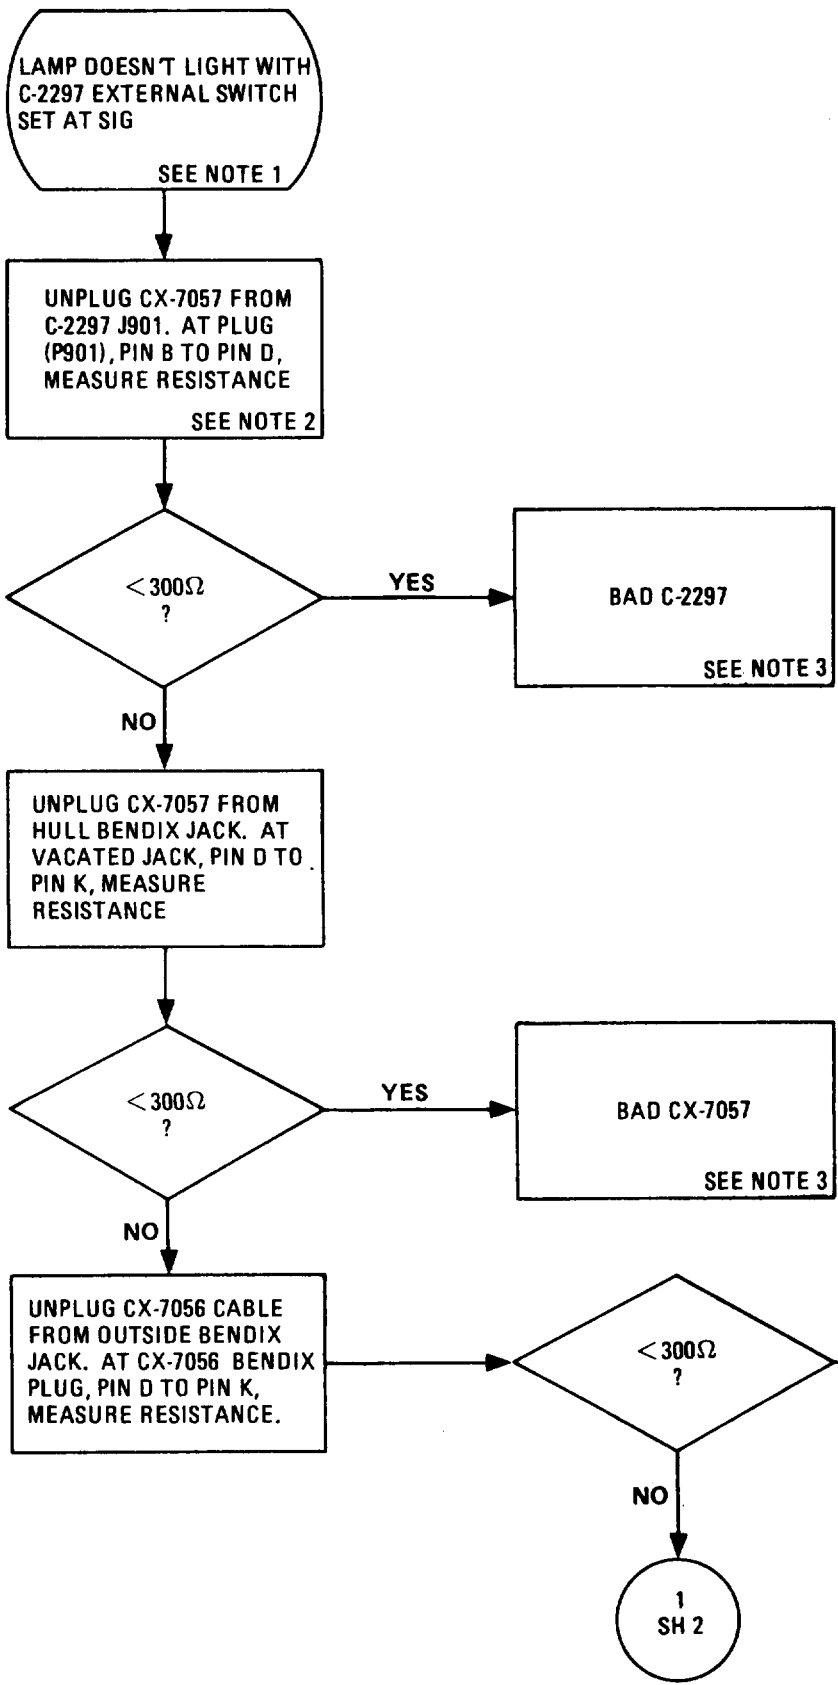 LAMP DOESN'T LIGHT WITH
C-2297 EXTERNAL SWITCH
SET AT SIG
SEE NOTE 1
UNPLUG CX-7057 FROM
C-2297 J901. AT PLUG
(P901), PIN B TO PIN D,
MEASURE RESISTANCE
SEE NOTE 2
<300Ω
?
YES
BAD C-2297
SEE NOTE 3
NO
UNPLUG CX-7057 FROM
HULL BENDIX JACK. AT
VACATED JACK, PIN D TO
PIN K, MEASURE
RESISTANCE
<300Ω
?
YES
BAD CX-7057
SEE NOTE 3
NO
UNPLUG CX-7056 CABLE
FROM OUTSIDE BENDIX
JACK. AT CX-7056 BENDIX
PLUG, PIN D TO PIN K,
MEASURE RESISTANCE.
<300Ω
?
NO
1
SH 2